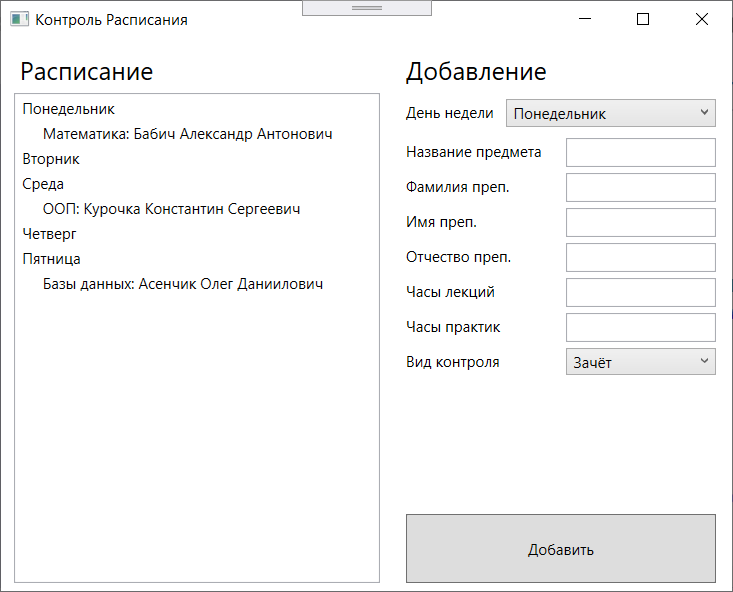 Контроль Расписания
Расписание
Понедельник
Математика: Бабич Александр Антонович
Вторник
Среда
ООП: Курочка Константин Сергеевич
Четверг
Пятница
Базы данных: Асенчик Олег Даниилович
Добавление
День недели Понедельник
Название предмета
Фамилия преп.
Имя преп.
Отчество преп.
Часы лекций
Часы практик
Вид контроля Зачёт
Добавить